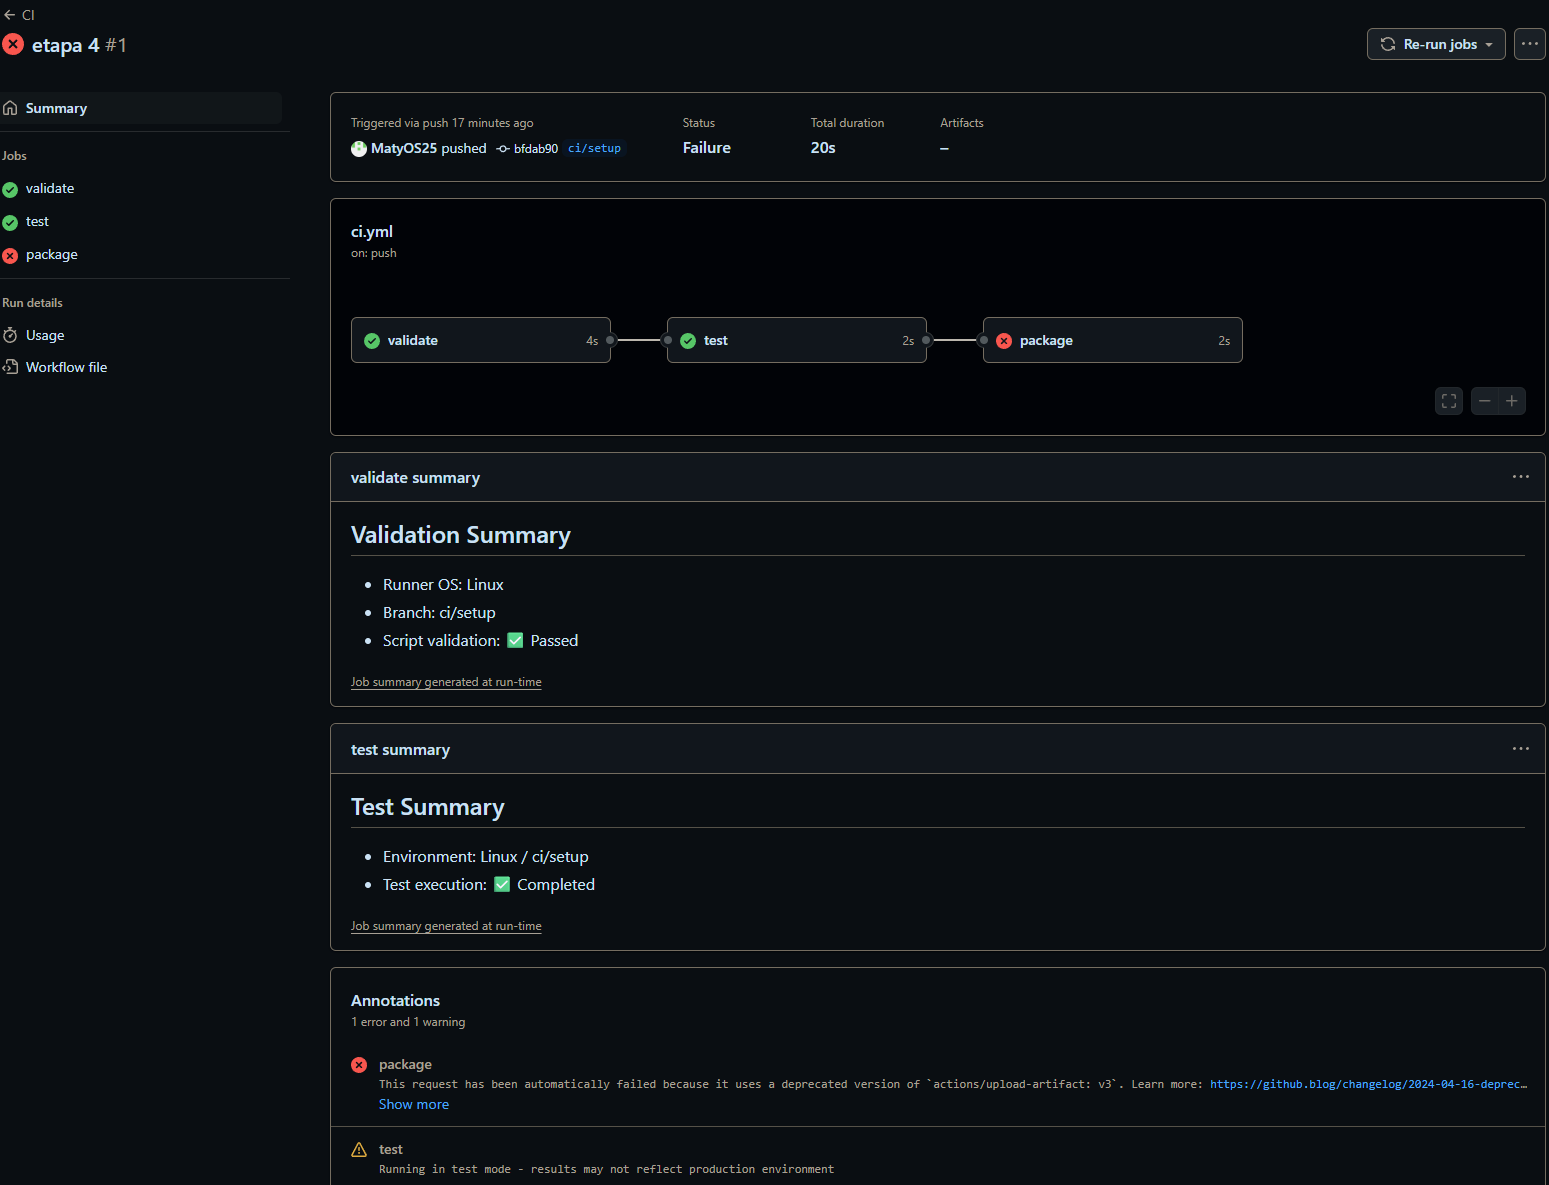 CI
etapa 4 #1
Re-run jobs
Summary
Jobs
validate
test
package
Run details
Usage
Workflow file
Triggered via push 17 minutes ago
MatyOS25 pushed bfdab90 ci/setup
Status
Failure
Total duration
20s
Artifacts
–
ci.yml
on: push
validate 4s
test 2s
package 2s
validate summary
Validation Summary
Runner OS: Linux
Branch: ci/setup
Script validation: ✅ Passed
Job summary generated at run-time
test summary
Test Summary
Environment: Linux / ci/setup
Test execution: ✅ Completed
Job summary generated at run-time
Annotations
1 error and 1 warning
package
This request has been automatically failed because it uses a deprecated version of `actions/upload-artifact: v3`. Learn more: https://github.blog/changelog/2024-04-16-deprec…
Show more
test
Running in test mode - results may not reflect production environment